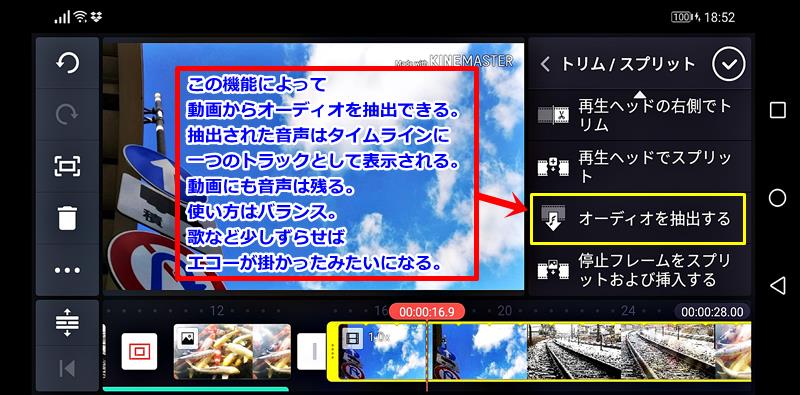 100 18:52
Made with KINEMASTER
この機能によって
動画からオーディオを抽出できる。
抽出された音声はタイムラインに
一つのトラックとして表示される。
動画にも音声は残る。
使い方はバランス。
歌など少しずらせば
エコーが掛かったみたいになる。
トリム / スプリット
再生ヘッドの右側でト
リム
再生ヘッドでスプリッ
ト
オーディオを抽出する
停止フレームをスプリ
ットおよび挿入する
12 16 00:00:16.9 20 24 00:00:28.00